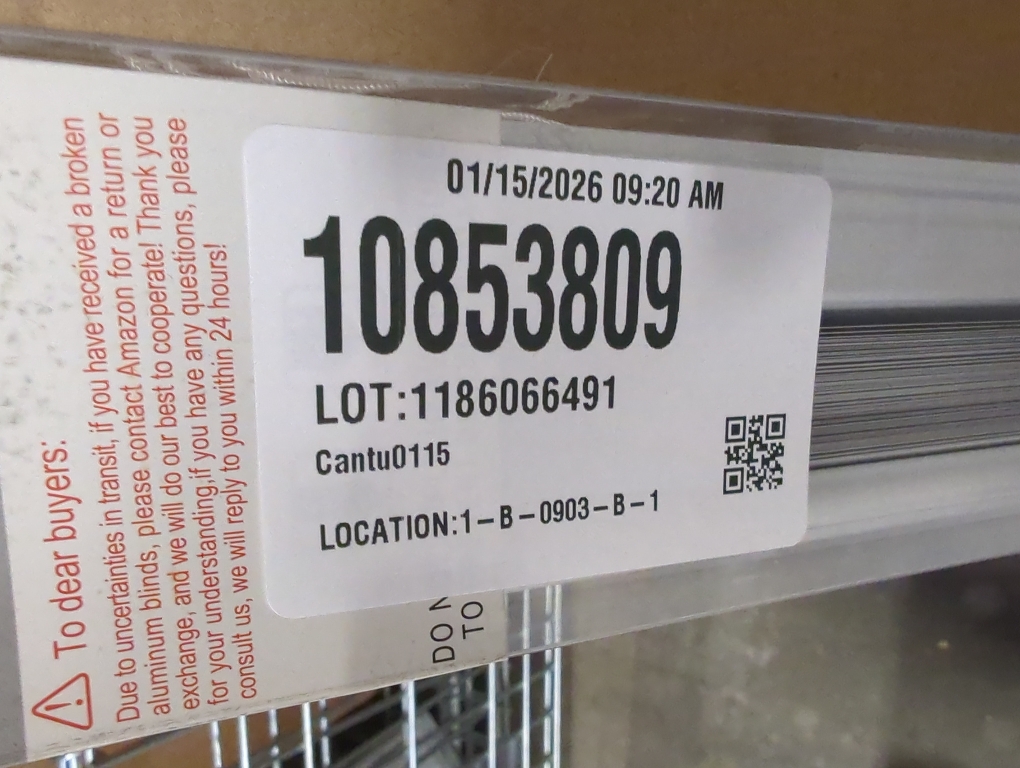 01/15/2026 09:20 AM
10853809
LOT:1186066491
Cantu0115
LOCATION:1-B-0903-B-1
To dear buyers:
Due to uncertainties in transit, if you have received a broken
aluminum blinds, please contact Amazon for a return or
exchange, and we will do our best to cooperate! Thank you
for your understanding,if you have any questions, please
consult us, we will reply to you within 24 hours!
DO
TO